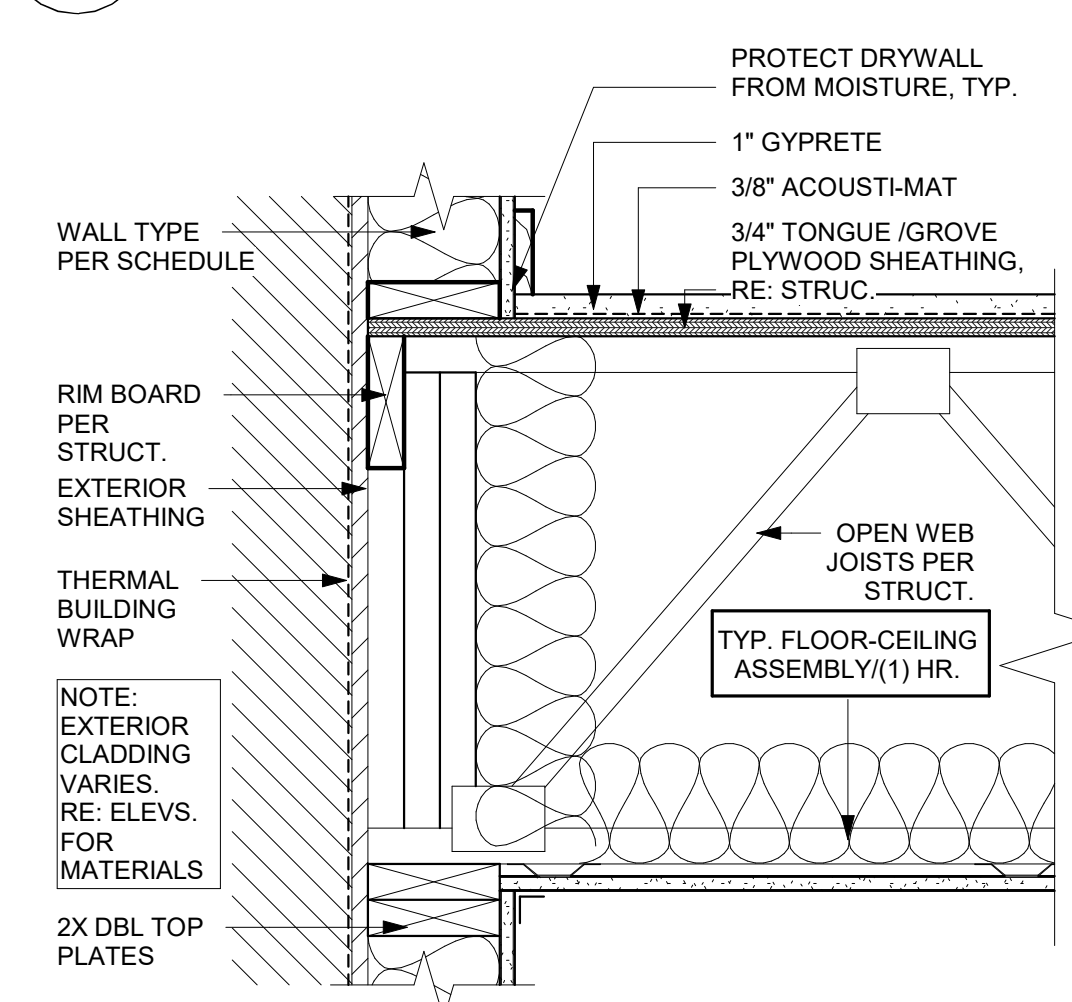 PROTECT DRYWALL
FROM MOISTURE, TYP.
1" GYPRETE
3/8" ACOUSTI-MAT
3/4" TONGUE /GROVE
PLYWOOD SHEATHING,
RE: STRUC.
WALL TYPE
PER SCHEDULE
RIM BOARD
PER
STRUCT.
EXTERIOR
SHEATHING
THERMAL
BUILDING
WRAP
OPEN WEB
JOISTS PER
STRUCT.
TYP. FLOOR-CEILING
ASSEMBLY/(1) HR.
NOTE:
EXTERIOR
CLADDING
VARIES.
RE: ELEVS.
FOR
MATERIALS
2X DBL TOP
PLATES